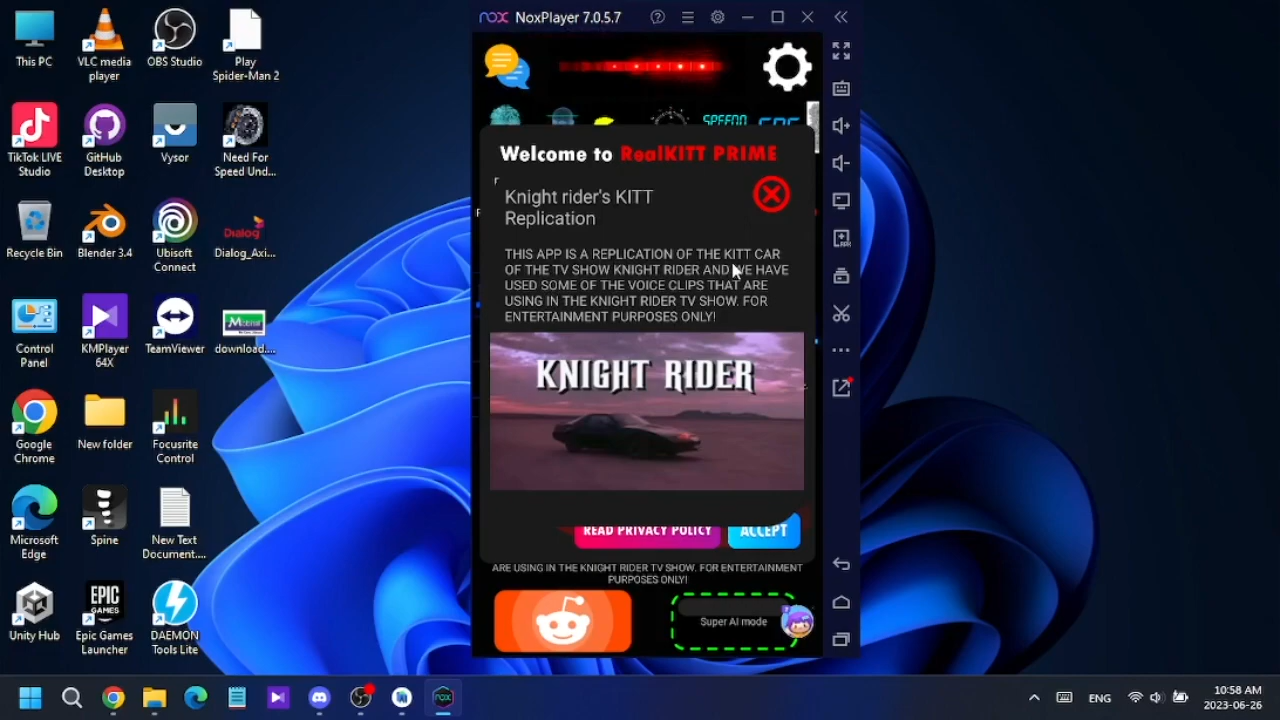 This PC
VLC media
player
OBS Studio
Play
Spider-Man 2
TikTok LIVE
Studio
GitHub
Desktop
Vysor
Need For
Speed Und...
Recycle Bin
Blender 3.4
Ubisoft
Connect
Dialog
Dialog_Axi...
Control
Panel
KMPlayer
64X
TeamViewer
Mobitel
download....
Google
Chrome
New folder
Focusrite
Control
Microsoft
Edge
Spine
New Text
Document....
Unity Hub
EPIC
GAMES
Epic Games
Launcher
DAEMON
Tools Lite
nox NoxPlayer 7.0.5.7
SPEEDO
Welcome to RealKITT PRIME
Knight rider's KITT
Replication
THIS APP IS A REPLICATION OF THE KITT CAR
OF THE TV SHOW KNIGHT RIDER AND WE HAVE
USED SOME OF THE VOICE CLIPS THAT ARE
USING IN THE KNIGHT RIDER TV SHOW. FOR
ENTERTAINMENT PURPOSES ONLY!
KNIGHT RIDER
READ PRIVACY POLICY
ACCEPT
ARE USING IN THE KNIGHT RIDER TV SHOW. FOR ENTERTAINMENT
PURPOSES ONLY!
Super AI mode
ENG
10:58 AM
2023-06-26